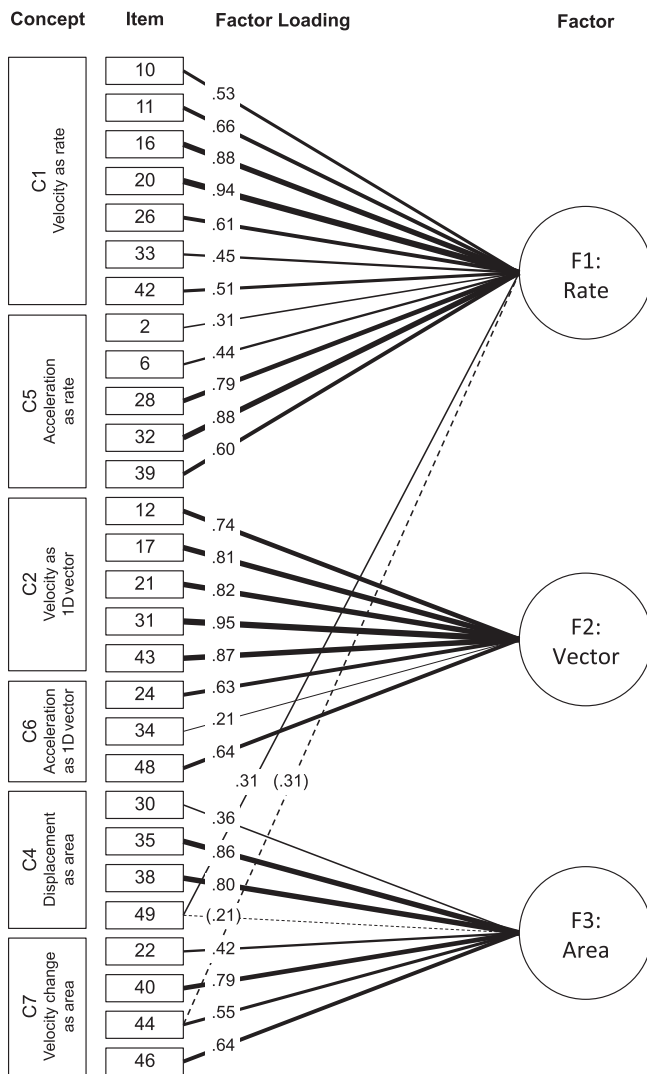 Concept Item Factor Loading Factor
C1
Velocity as rate
10 .53
11 .66
16 .88
20 .94
26 .61
33 .45
42 .51
F1:
Rate
C5
Acceleration
as rate
2 .31
6 .44
28 .79
32 .88
39 .60
C2
Velocity as
1D vector
12 .74
17 .81
21 .82
31 .95
43 .87
F2:
Vector
C6
Acceleration
as 1D vector
24 .63
34 .21
48 .64
.31 (.31)
C4
Displacement
as area
30 .36
35 .86
38 .80
49 (.21)
F3:
Area
C7
Velocity change
as area
22 .42
40 .79
44 .55
46 .64